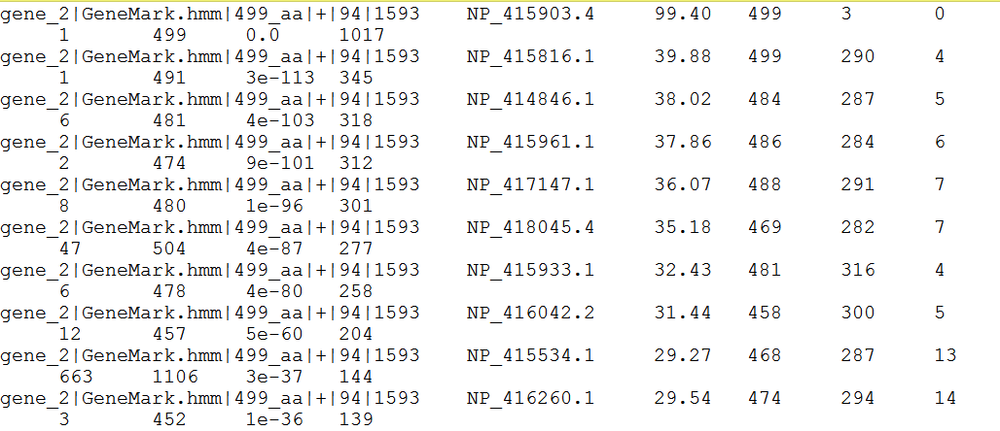 gene_2|GeneMark.hmm|499_aa|+|94|1593 NP_415903.4 99.40 499 3 0
1 499 0.0 1017
gene_2|GeneMark.hmm|499_aa|+|94|1593 NP_415816.1 39.88 499 290 4
1 491 3e-113 345
gene_2|GeneMark.hmm|499_aa|+|94|1593 NP_414846.1 38.02 484 287 5
6 481 4e-103 318
gene_2|GeneMark.hmm|499_aa|+|94|1593 NP_415961.1 37.86 486 284 6
2 474 9e-101 312
gene_2|GeneMark.hmm|499_aa|+|94|1593 NP_417147.1 36.07 488 291 7
8 480 1e-96 301
gene_2|GeneMark.hmm|499_aa|+|94|1593 NP_418045.4 35.18 469 282 7
47 504 4e-87 277
gene_2|GeneMark.hmm|499_aa|+|94|1593 NP_415933.1 32.43 481 316 4
6 478 4e-80 258
gene_2|GeneMark.hmm|499_aa|+|94|1593 NP_416042.2 31.44 458 300 5
12 457 5e-60 204
gene_2|GeneMark.hmm|499_aa|+|94|1593 NP_415534.1 29.27 468 287 13
663 1106 3e-37 144
gene_2|GeneMark.hmm|499_aa|+|94|1593 NP_416260.1 29.54 474 294 14
3 452 1e-36 139